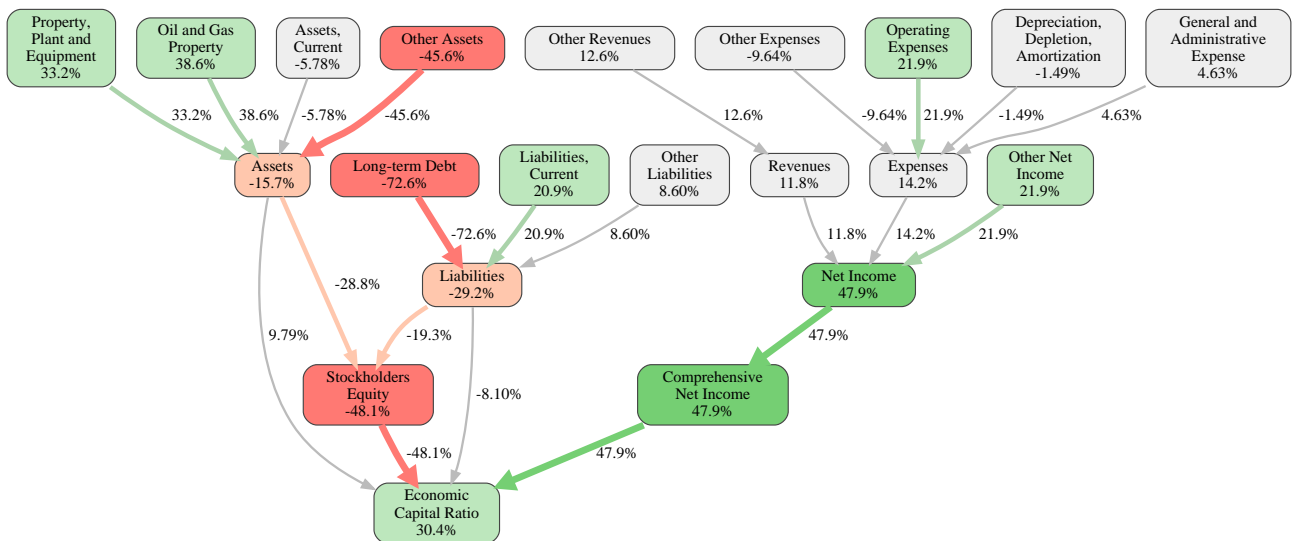 Property,
Plant and
Equipment
33.2%
Oil and Gas
Property
38.6%
Assets,
Current
-5.78%
Other Assets
-45.6%
Other Revenues
12.6%
Other Expenses
-9.64%
Operating
Expenses
21.9%
Depreciation,
Depletion,
Amortization
-1.49%
General and
Administrative
Expense
4.63%
33.2%
38.6%
-5.78%
-45.6%
12.6%
-9.64%
21.9%
-1.49%
4.63%
Assets
-15.7%
Long-term Debt
-72.6%
Liabilities,
Current
20.9%
Other
Liabilities
8.60%
Revenues
11.8%
Expenses
14.2%
Other Net
Income
21.9%
-72.6%
20.9%
8.60%
11.8%
14.2%
21.9%
-28.8%
Liabilities
-29.2%
Net Income
47.9%
9.79%
-19.3%
47.9%
Stockholders
Equity
-48.1%
-8.10%
Comprehensive
Net Income
47.9%
-48.1%
47.9%
Economic
Capital Ratio
30.4%